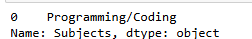 0    Programming/Coding
Name: Subjects, dtype: object